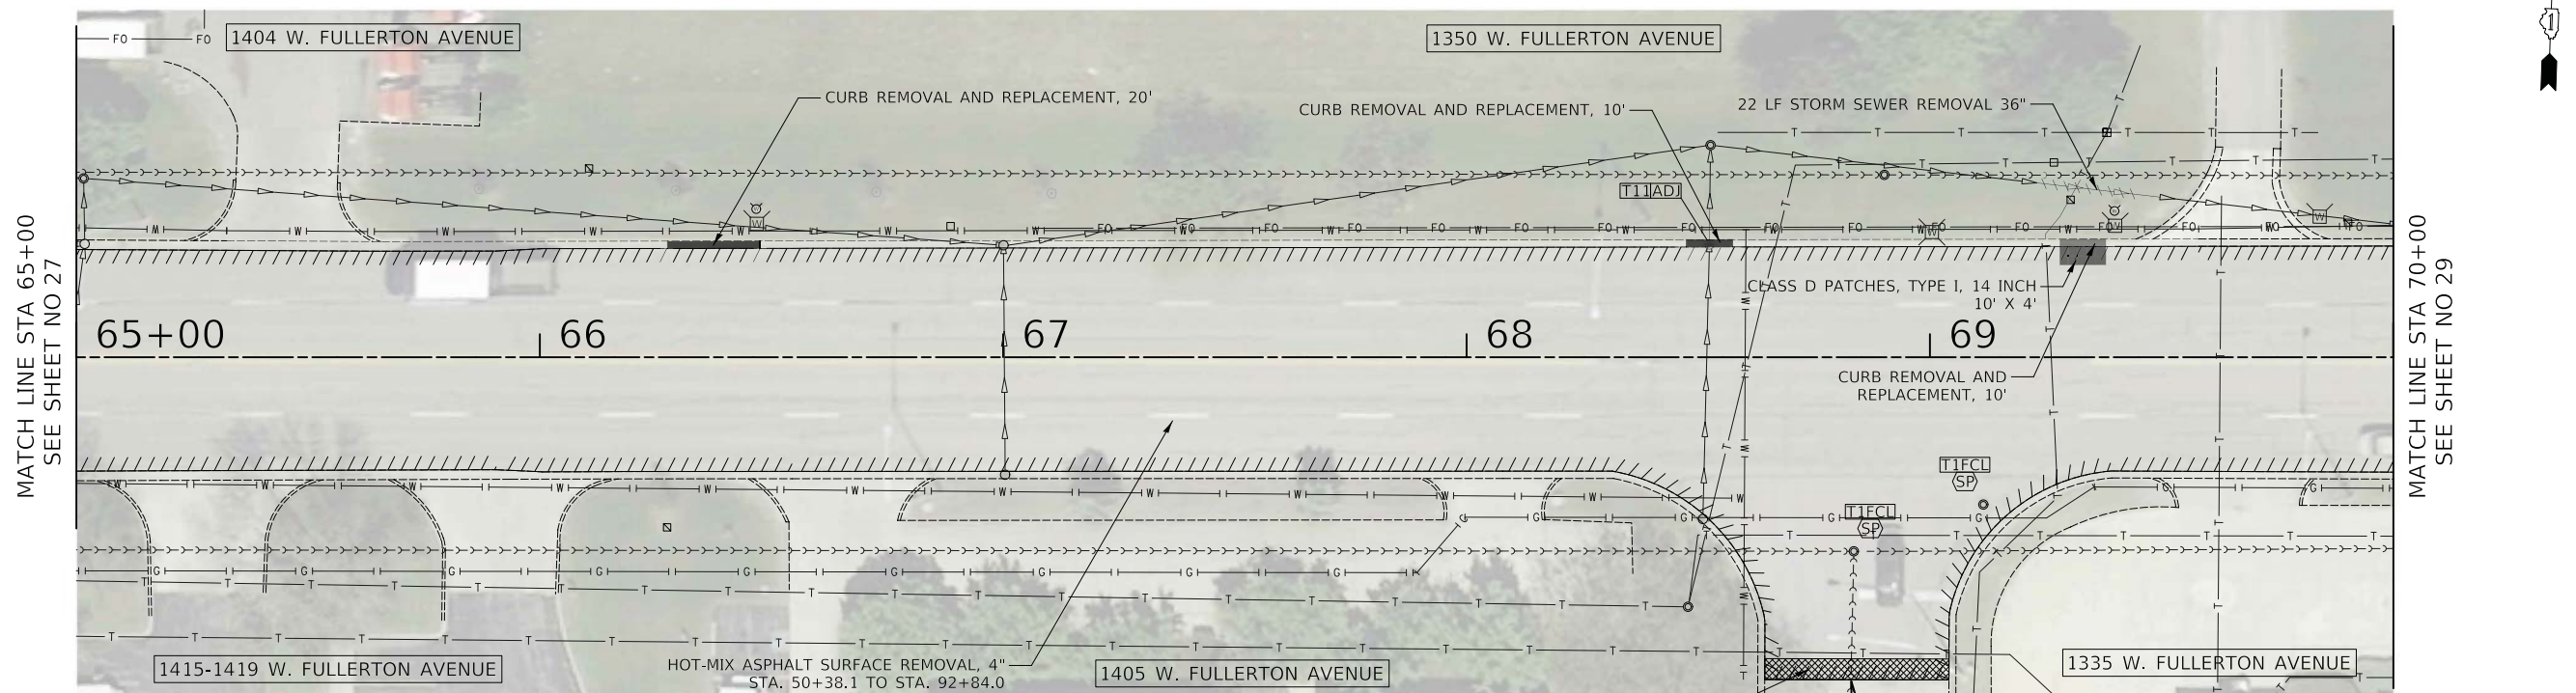 1404 W. FULLERTON AVENUE
1350 W. FULLERTON AVENUE
CURB REMOVAL AND REPLACEMENT, 20'
CURB REMOVAL AND REPLACEMENT, 10'
22 LF STORM SEWER REMOVAL 36"
T11ADJ
CLASS D PATCHES, TYPE I, 14 INCH
10' X 4'
MATCH LINE STA 65+00
SEE SHEET NO 27
65+00
66
67
68
69
MATCH LINE STA 70+00
SEE SHEET NO 29
CURB REMOVAL AND
REPLACEMENT, 10'
T1FCL
SP
T1FCL
SP
1415-1419 W. FULLERTON AVENUE
HOT-MIX ASPHALT SURFACE REMOVAL, 4"
STA. 50+38.1 TO STA. 92+84.0
1405 W. FULLERTON AVENUE
1335 W. FULLERTON AVENUE